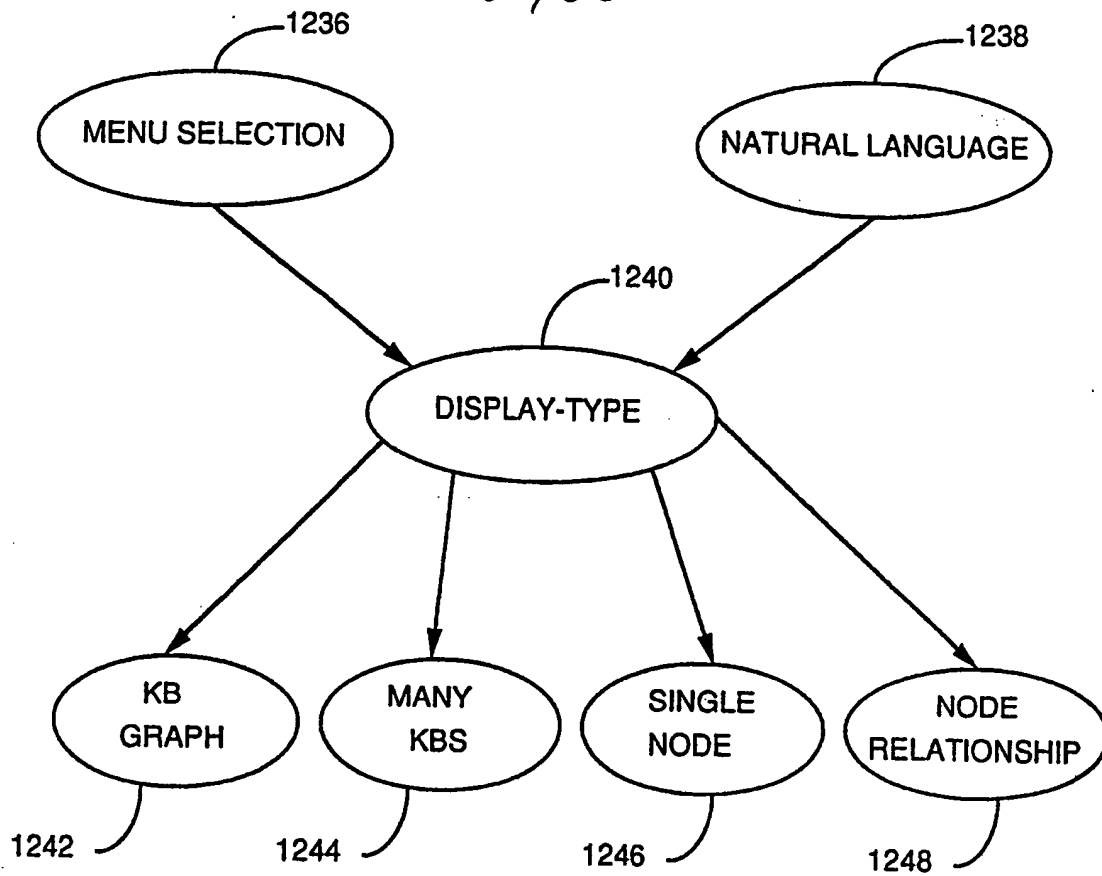 1236
1238
MENU SELECTION
NATURAL LANGUAGE
1240
DISPLAY-TYPE
KB
GRAPH
MANY
KBS
SINGLE
NODE
NODE
RELATIONSHIP
1242
1244
1246
1248